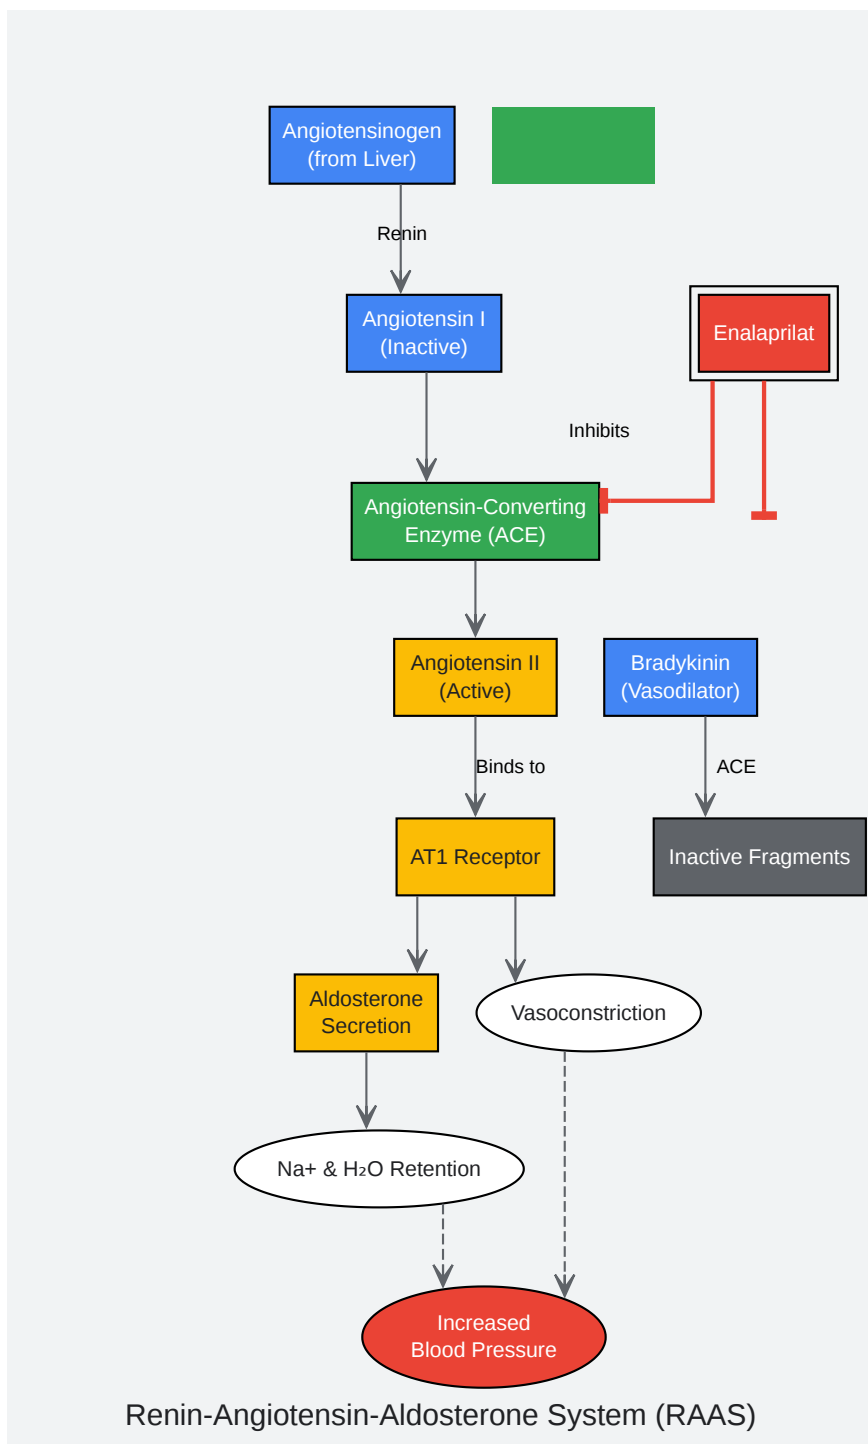 Angiotensinogen
(from Liver)
Renin
Angiotensin I
(Inactive)
Enalaprilat
Inhibits
Angiotensin-Converting
Enzyme (ACE)
Angiotensin II
(Active)
Bradykinin
(Vasodilator)
Binds to
ACE
AT1 Receptor
Inactive Fragments
Aldosterone
Secretion
Vasoconstriction
Na+ & H₂O Retention
Increased
Blood Pressure
Renin-Angiotensin-Aldosterone System (RAAS)